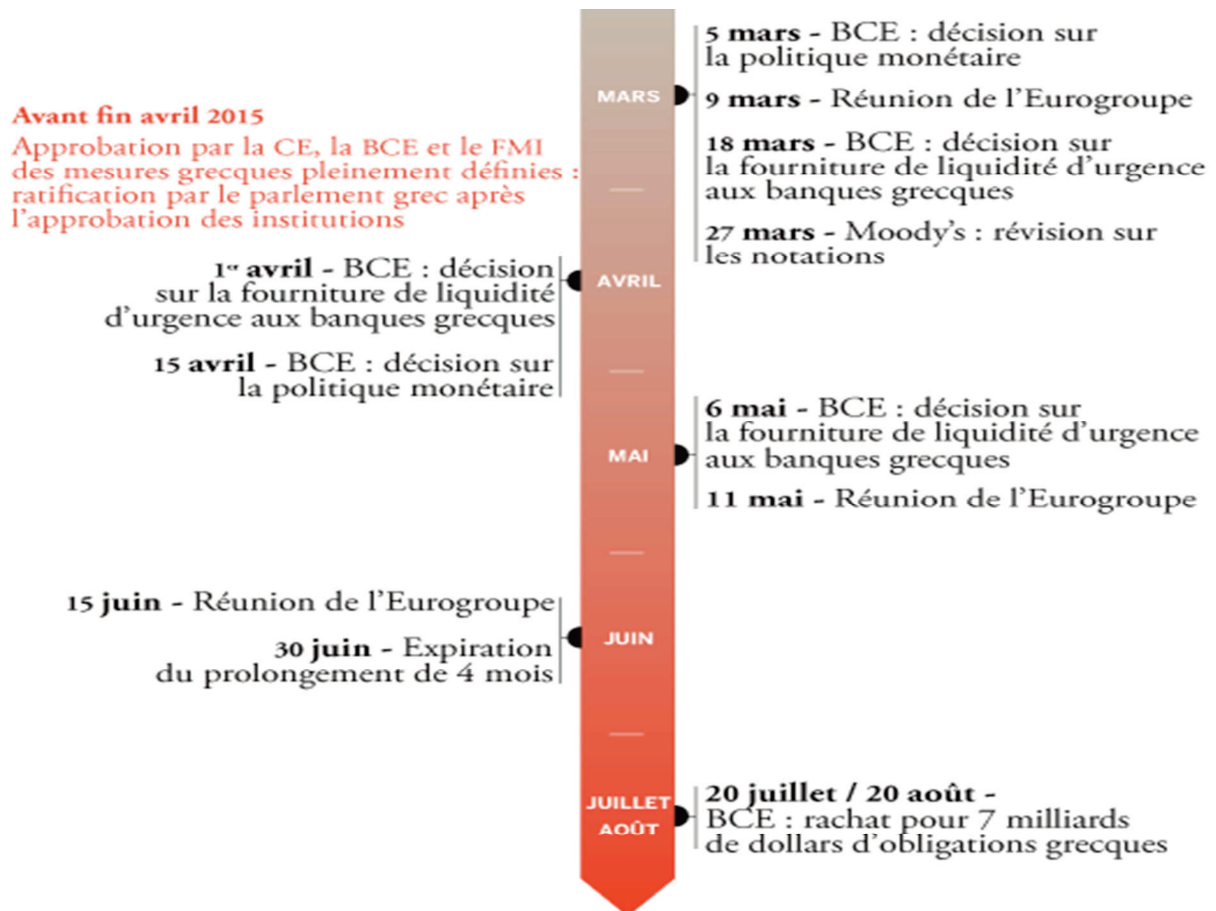 5 mars - BCE : décision sur
la politique monétaire
MARS
9 mars - Réunion de l’Eurogroupe
Avant fin avril 2015
Approbation par la CE, la BCE et le FMI
des mesures grecques pleinement définies :
ratification par le parlement grec après
l’approbation des institutions
18 mars - BCE : décision sur
la fourniture de liquidité d’urgence
aux banques grecques
27 mars - Moody’s : révision sur
les notations
1er avril - BCE : décision
sur la fourniture de liquidité
d’urgence aux banques grecques
AVRIL
15 avril - BCE : décision sur
la politique monétaire
6 mai - BCE : décision sur
la fourniture de liquidité d’urgence
aux banques grecques
MAI
11 mai - Réunion de l’Eurogroupe
15 juin - Réunion de l’Eurogroupe
JUIN
30 juin - Expiration
du prolongement de 4 mois
JUILLET
AOÛT
20 juillet / 20 août -
BCE : rachat pour 7 milliards
de dollars d’obligations grecques